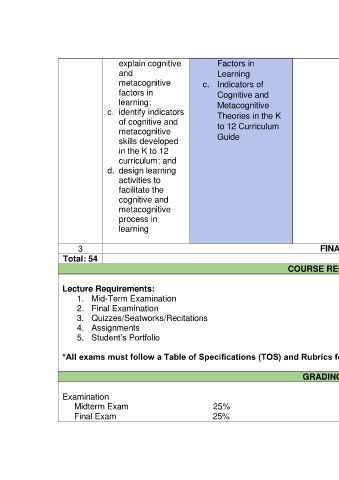 explain cognitive
and
metacognitive
factors in
learning;
c. identify indicators
of cognitive and
metacognitive
skills developed
in the K to 12
curriculum; and
d. design learning
activities to
facilitate the
cognitive and
metacognitive
process in
learning
Factors in
Learning
c. Indicators of
Cognitive and
Metacognitive
Theories in the K
to 12 Curriculum
Guide
3
FINA
Total: 54
COURSE RE
Lecture Requirements:
1. Mid-Term Examination
2. Final Examination
3. Quizzes/Seatworks/Recitations
4. Assignments
5. Student's Portfolio
*All exams must follow a Table of Specifications (TOS) and Rubrics f
GRADING
Examination
Midterm Exam 25%
Final Exam 25%